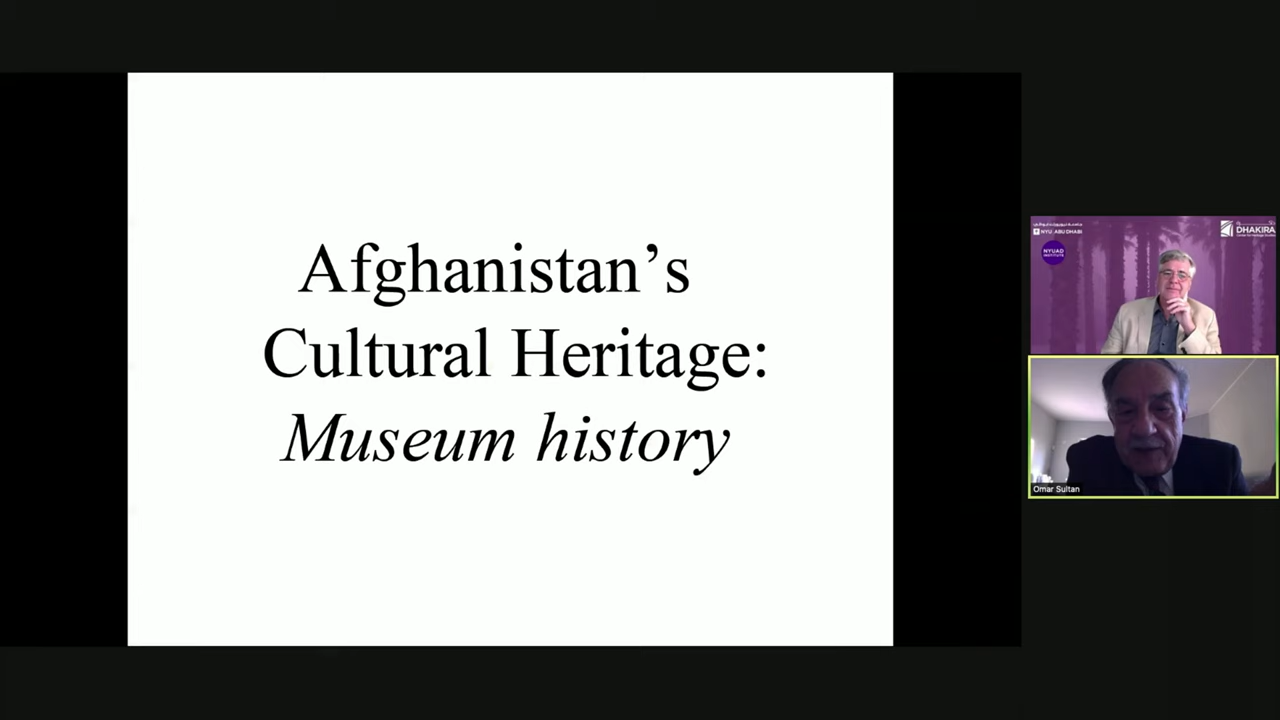 Afghanistan’s
Cultural Heritage:
Museum history
NYU ABU DHABI
NYUAD
INSTITUTE
DHAKIRA
Omar Sultan